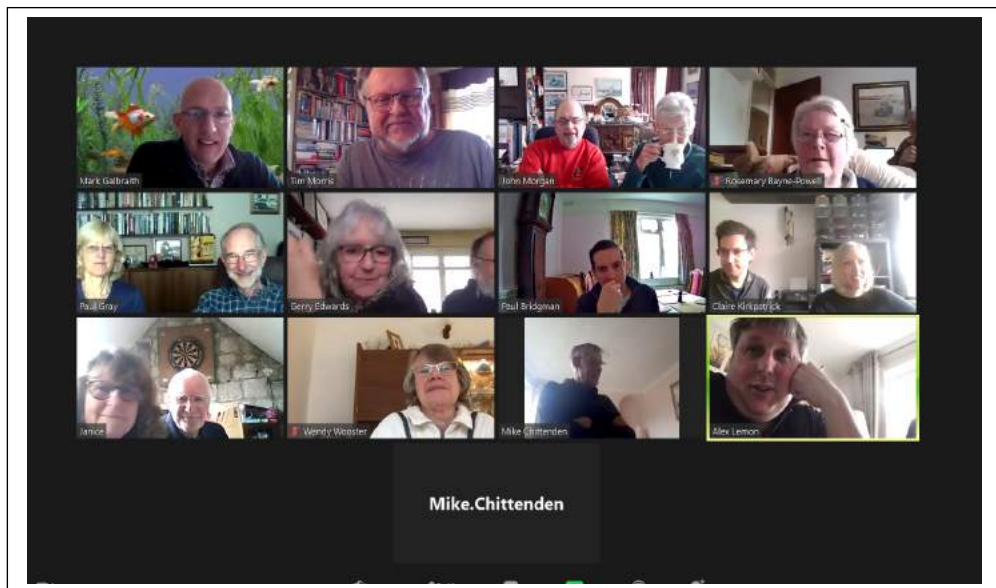 Mark Galbraith
Tim Morris
John Morgan
Rosemary Bayne-Powell
Paul Gray
Gerry Edwards
Paul Bridgman
Claire Kirkpatrick
Janice
Wendy Wooster
Mike Chittenden
Alex Lemon
Mike.Chittenden